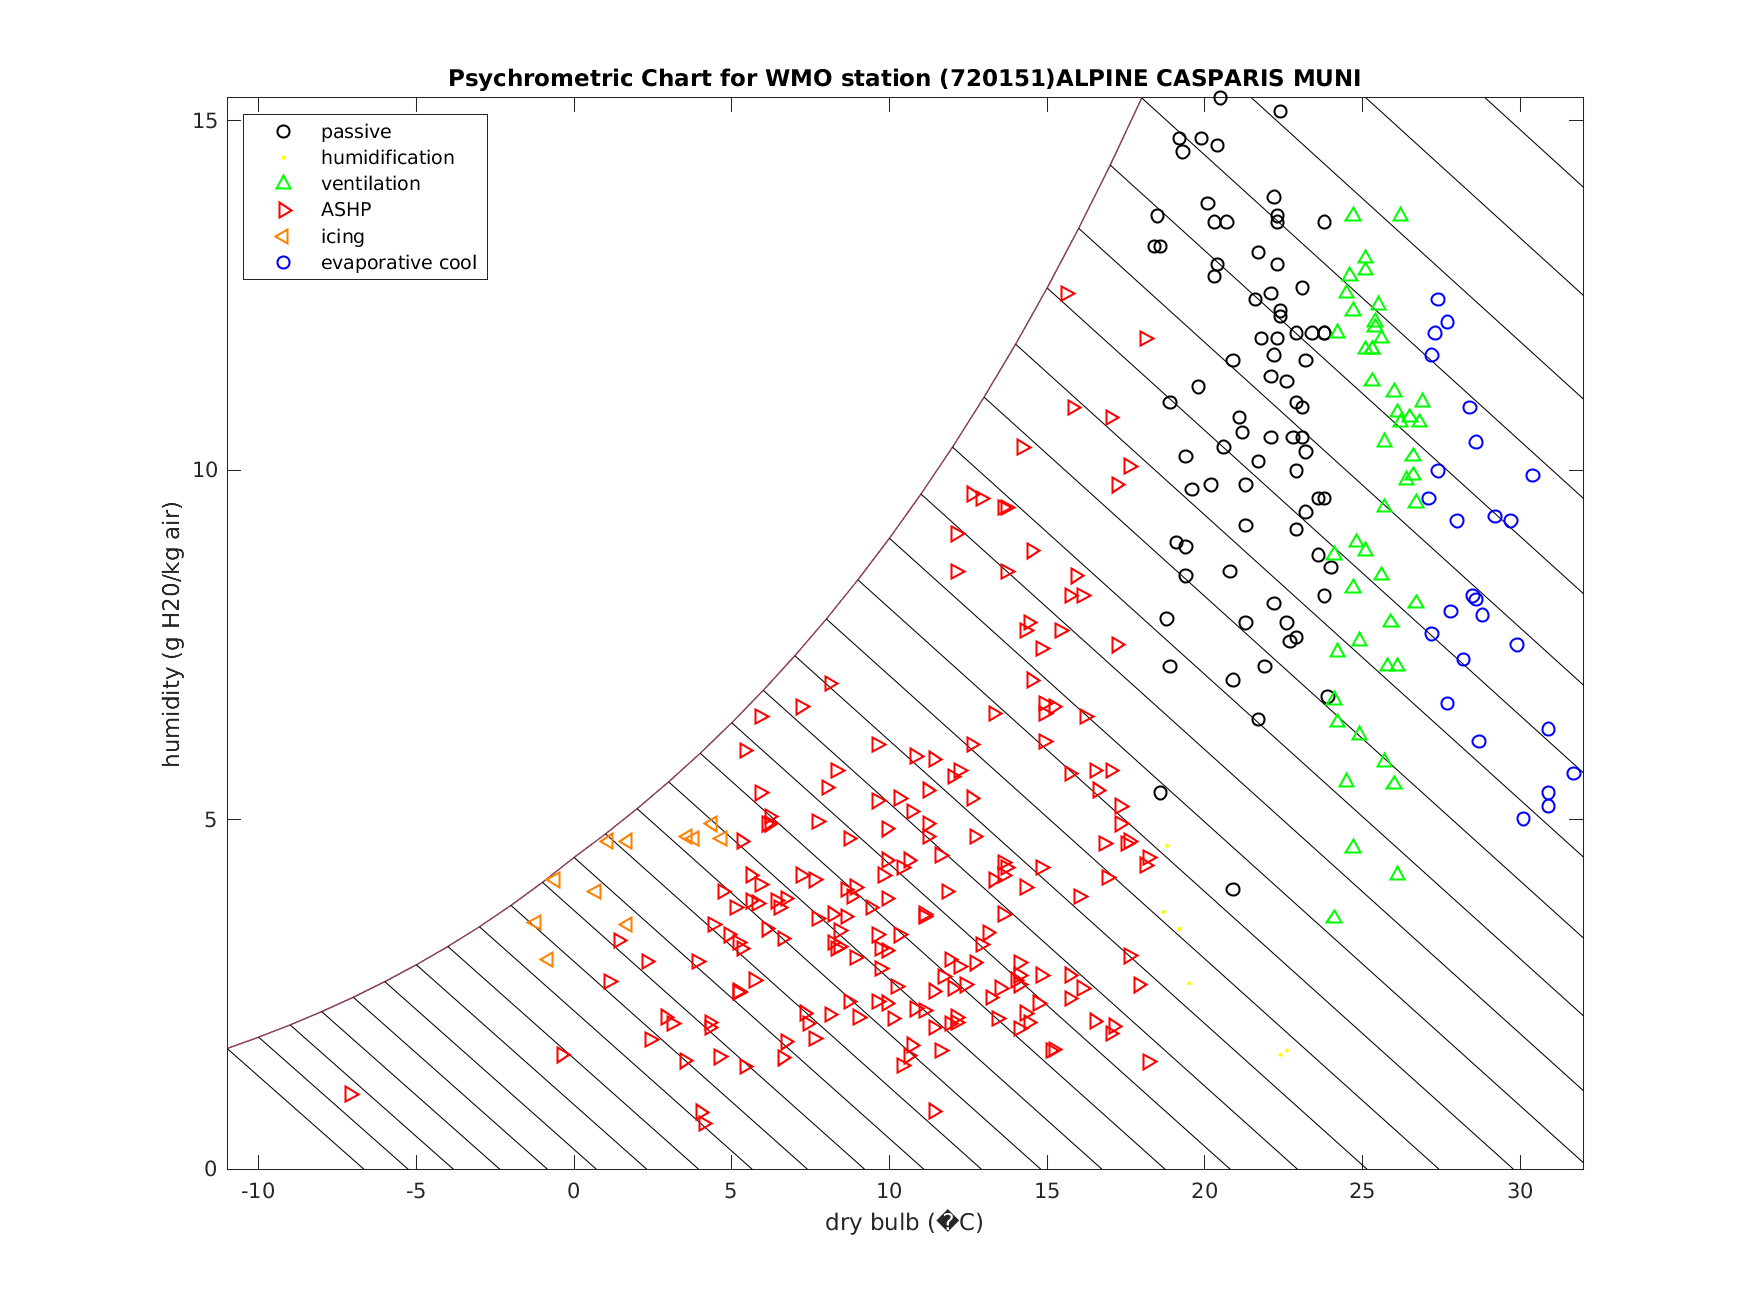 Psychrometric Chart for WMO station (720151)ALPINE CASPARIS MUNI
passive
humidification
ventilation
ASHP
icing
evaporative cool
15
10
5
0
humidity (g H20/kg air)
-10 -5 0 5 10 15 20 25 30
dry bulb (�C)